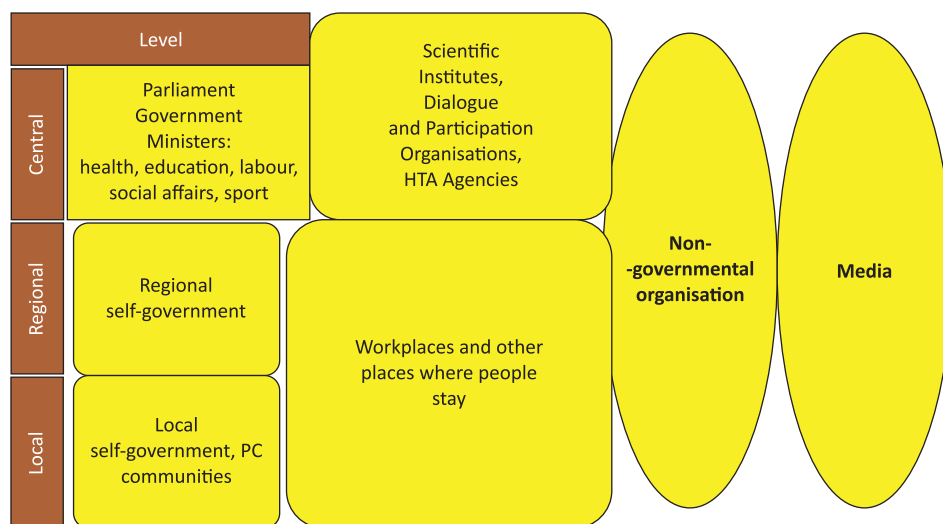 Level
Central
Parliament
Government
Ministers:
health, education, labour,
social affairs, sport
Scientific
Institutes,
Dialogue
and Participation
Organisations,
HTA Agencies
Regional
Regional
self-government
Workplaces and other
places where people
stay
Local
Local
self-government, PC
communities
Non-
-governmental
organisation
Media